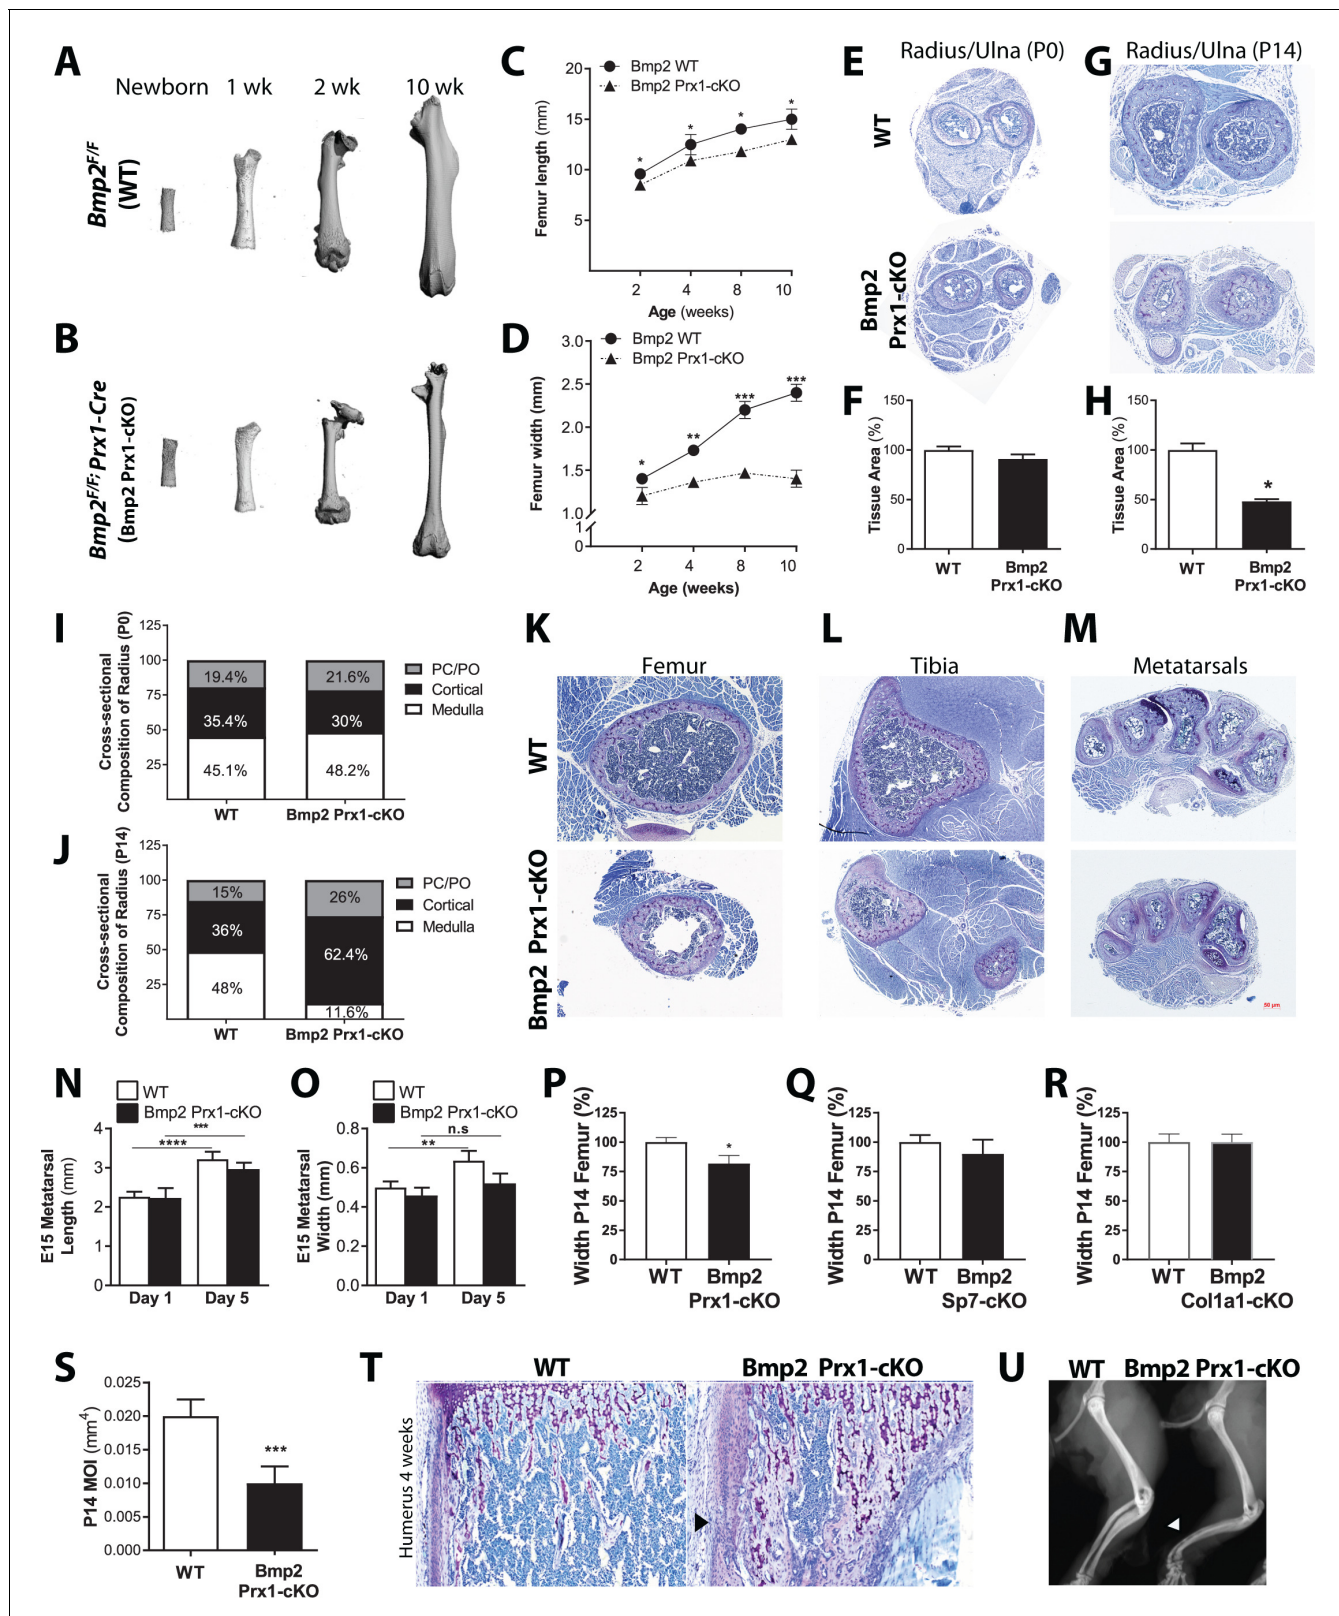 A
Newborn 1 wk 2 wk 10 wk
Bmp2F/F
(WT)
B
Bmp2F/F; Prx1-Cre
(Bmp2 Prx1-cKO)
C
Bmp2 WT
Bmp2 Prx1-cKO
Femur length (mm)
20
15
10
5
2 4 8 10
Age (weeks)
D
Bmp2 WT
Bmp2 Prx1-cKO
Femur width (mm)
3.0
2.5
2.0
1.5
1.0
1
0
* ** *** ***
2 4 8 10
Age (weeks)
E
Radius/Ulna (P0)
WT
Bmp2
Prx1-cKO
G
Radius/Ulna (P14)
F
Tissue Area (%)
150
100
50
0
WT Bmp2
Prx1-cKO
H
Tissue Area (%)
150
100
50
0
*
WT Bmp2
Prx1-cKO
I
Cross-sectional
Composition of Radius (P0)
125
100
75
50
25
19.4% 21.6%
35.4% 30%
45.1% 48.2%
WT Bmp2 Prx1-cKO
PC/PO
Cortical
Medulla
J
Cross-sectional
Composition of Radius (P14)
125
100
75
50
25
15% 26%
36% 62.4%
48% 11.6%
WT Bmp2 Prx1-cKO
PC/PO
Cortical
Medulla
K
Femur
L
Tibia
M
Metatarsals
WT
Bmp2 Prx1-cKO
50 µm
N
WT
Bmp2 Prx1-cKO
E15 Metatarsal
Length (mm)
4
3
2
1
0
***
****
Day 1 Day 5
O
WT
Bmp2 Prx1-cKO
E15 Metatarsal
Width (mm)
0.8
0.6
0.4
0.2
0.0
n.s
**
Day 1 Day 5
P
Width P14 Femur (%)
125
100
75
50
25
0
*
WT Bmp2
Prx1-cKO
Q
Width P14 Femur (%)
125
100
75
50
25
0
WT Bmp2
Sp7-cKO
R
Width P14 Femur (%)
125
100
75
50
25
0
WT Bmp2
Col1a1-cKO
S
P14 MOI (mm4)
0.025
0.020
0.015
0.010
0.005
0.000
***
WT Bmp2
Prx1-cKO
T
WT Bmp2 Prx1-cKO
Humerus 4 weeks
U
WT Bmp2 Prx1-cKO